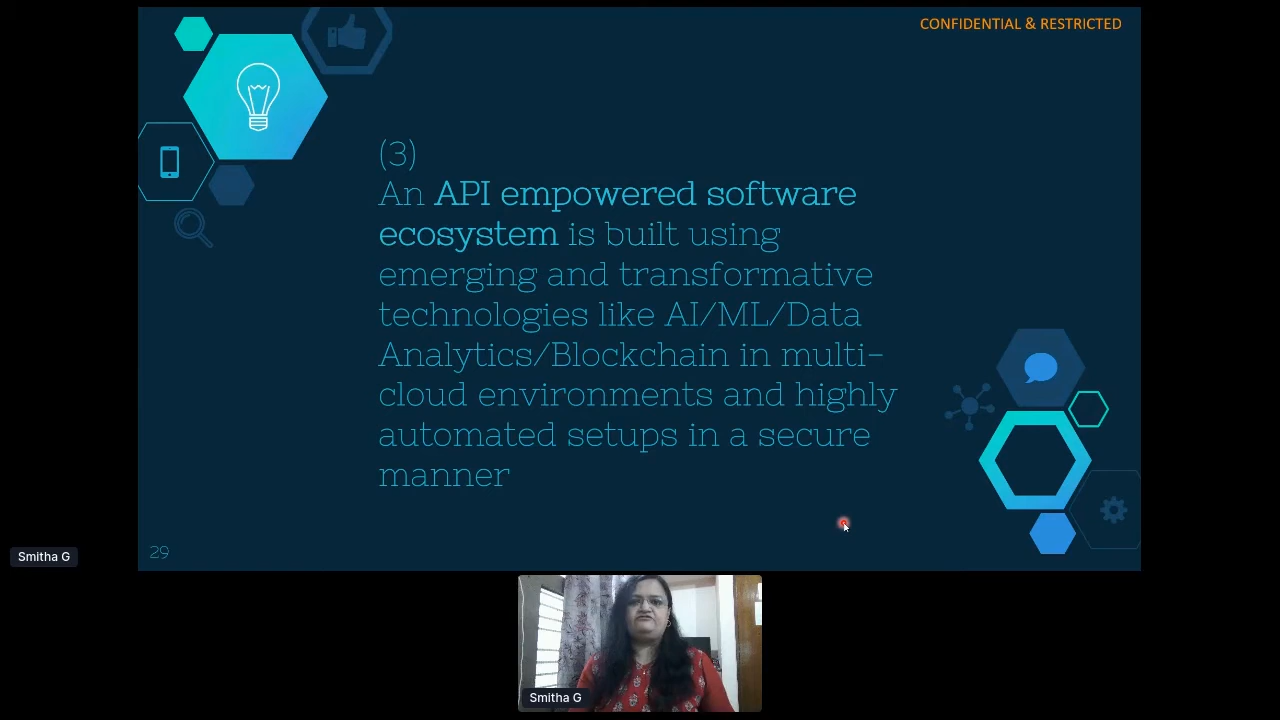 CONFIDENTIAL & RESTRICTED
(3)
An API empowered software
ecosystem is built using
emerging and transformative
technologies like AI/ML/Data
Analytics/Blockchain in multi-
cloud environments and highly
automated setups in a secure
manner
29
Smitha G
Smitha G